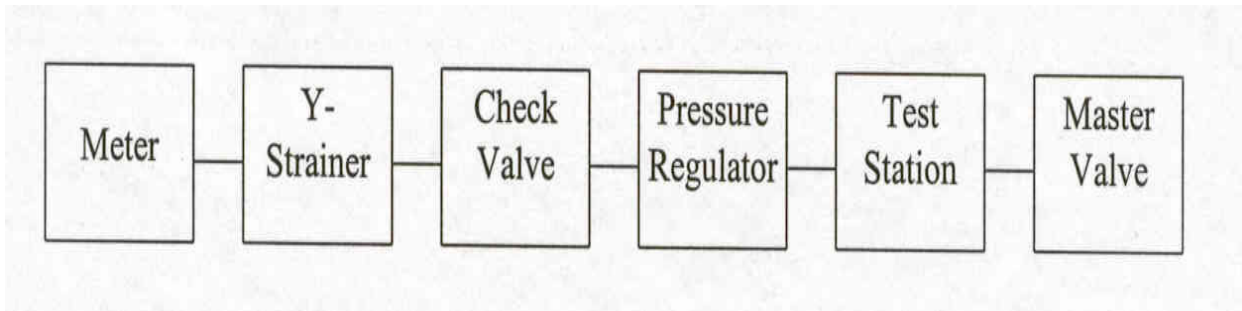 Meter
Y-
Strainer
Check
Valve
Pressure
Regulator
Test
Station
Master
Valve